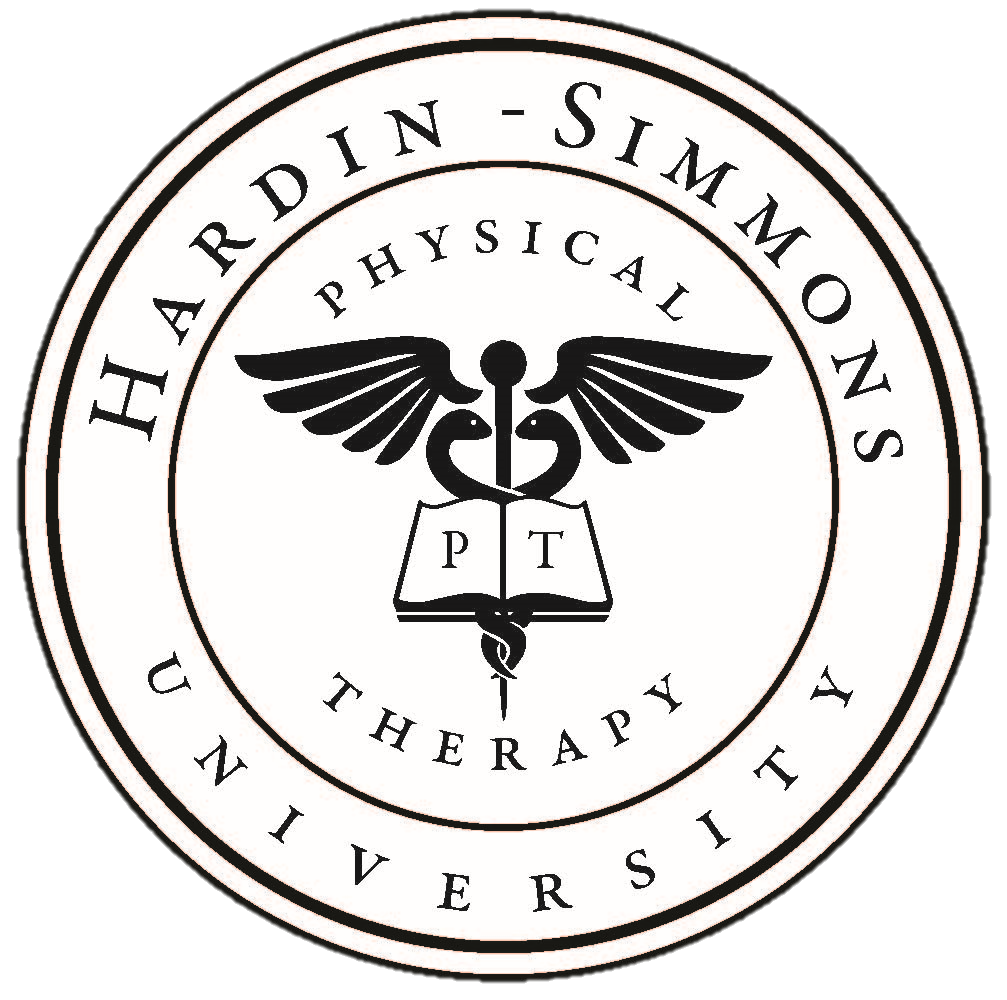 HARDIN-SIMMONS
PHYSICAL
P T
THERAPY
UNIVERSITY